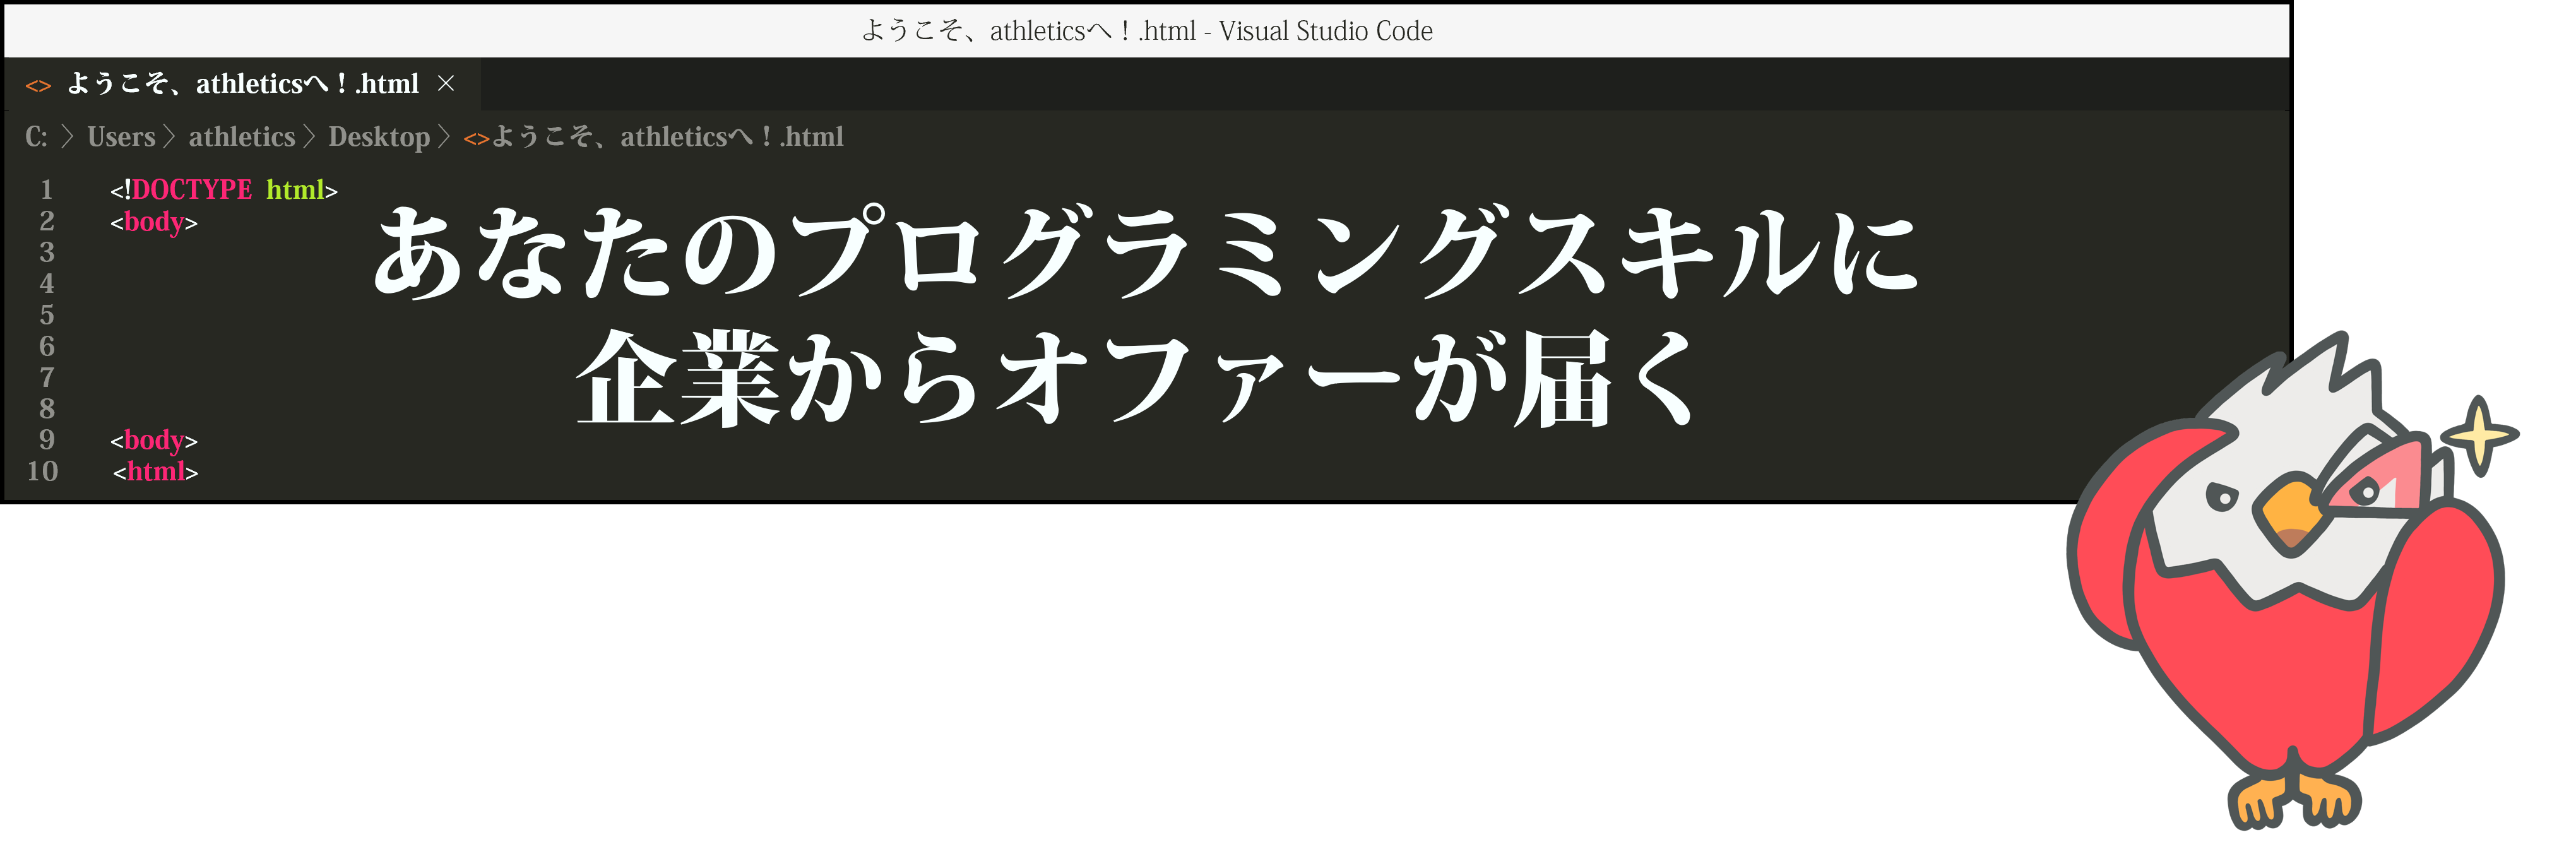 ようこそ、athleticsへ！.html - Visual Studio Code
<> ようこそ、athleticsへ！.html ×
C: 〉 Users 〉 athletics 〉 Desktop 〉 <>ようこそ、athleticsへ！.html
1 <!DOCTYPE html>
2 <body>
3
4
あなたのプログラミングスキルに
5
6
7
8
企業からオファーが届く
9 <body>
10 <html>